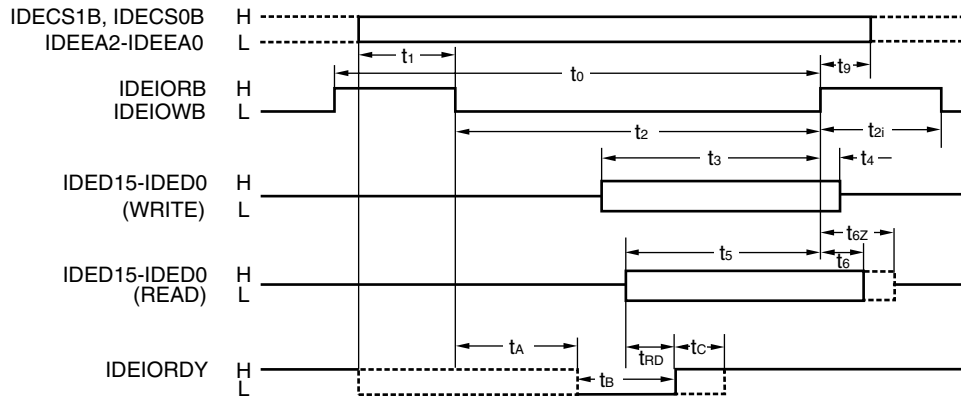 IDECS1B, IDECS0B H
IDEEA2-IDEEA0 L
t1
t0
t9
IDEIORB H
IDEIOWB L
t2
t2i
t3
t4
IDED15-IDED0 H
(WRITE) L
t6Z
t5
t6
IDED15-IDED0 H
(READ) L
tA
tRD
tC
IDEIORDY H
L
tB